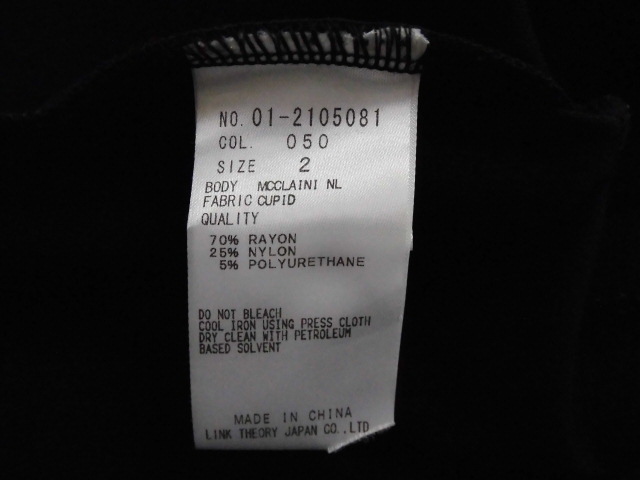 NO. 01-2105081
COL. 050
SIZE 2
BODY MCCLAINI NL
FABRIC CUPID
QUALITY
70% RAYON
25% NYLON
5% POLYURETHANE
DO NOT BLEACH
COOL IRON USING PRESS CLOTH
DRY CLEAN WITH PETROLEUM
BASED SOLVENT
MADE IN CHINA
LINK THEORY JAPAN CO.,LTD